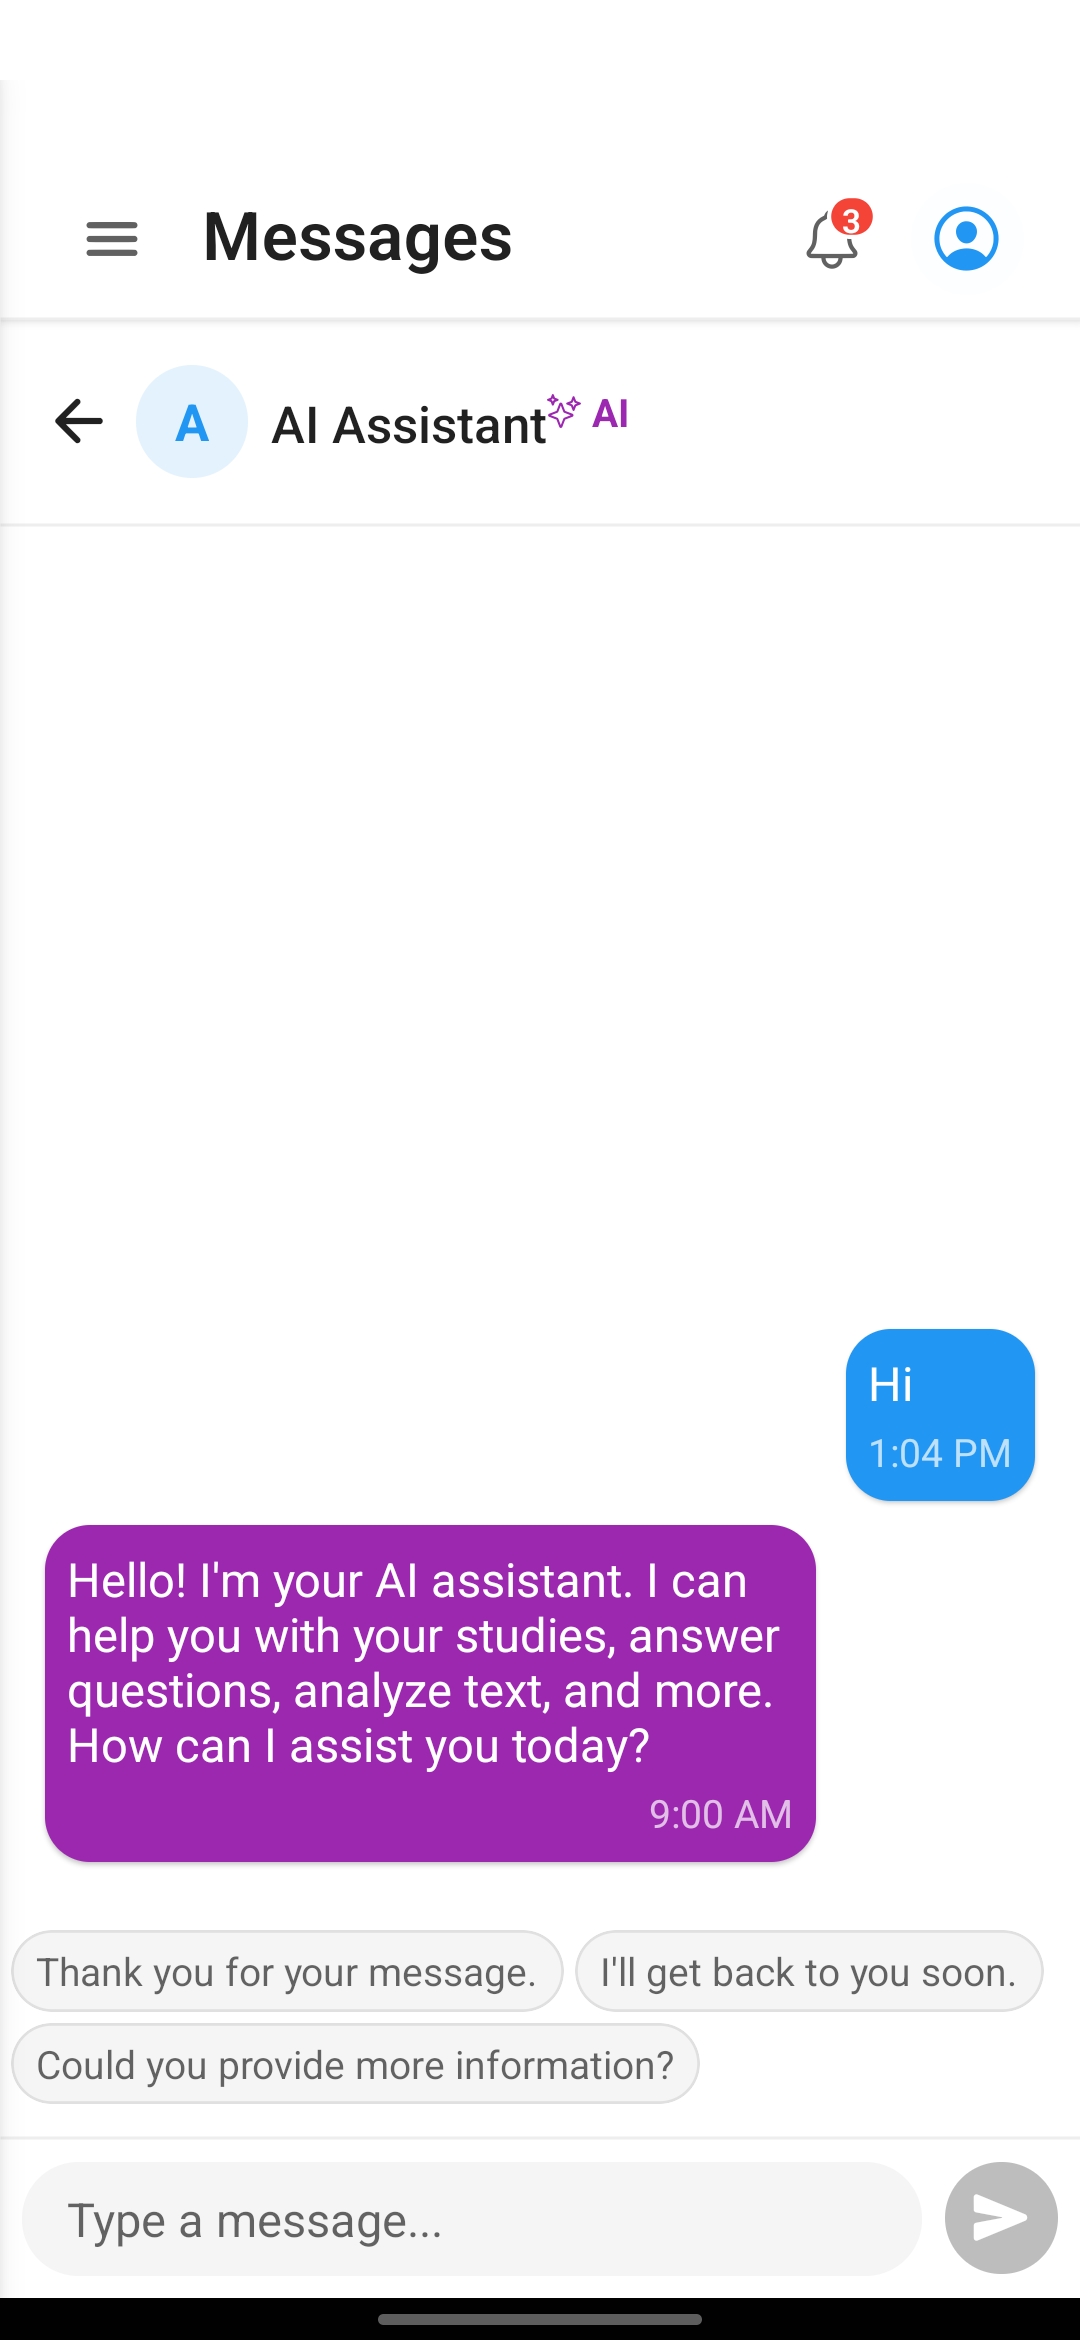 Messages
3
A
AI Assistant AI
Hi
1:04 PM
Hello! I'm your AI assistant. I can
help you with your studies, answer
questions, analyze text, and more.
How can I assist you today?
9:00 AM
Thank you for your message.
I'll get back to you soon.
Could you provide more information?
Type a message...